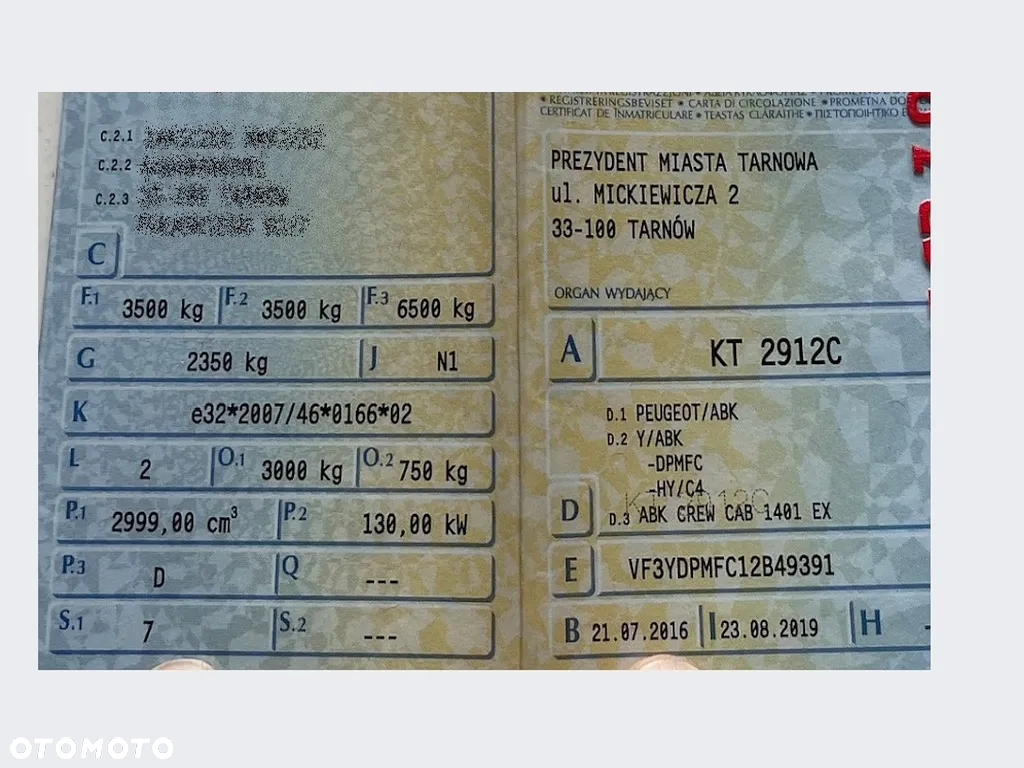 C.2.1
C.2.2
C.2.3
C
F.1 3500 kg F.2 3500 kg F.3 6500 kg
G 2350 kg J N1
K e32*2007/46*0166*02
L 2 O.1 3000 kg O.2 750 kg
P.1 2999,00 cm³ P.2 130,00 kW
P.3 D Q ---
S.1 7 S.2 ---
• REGISTRERINGSBEVISET • CARTA DI CIRCOLAZIONE • PROMETNA
CERTIFICAT DE ÎNMATRICULARE • TEASTAS CLÁRAITHE • ΠΙΣΤΟΠΟΙΗΤΙΚΟ
PREZYDENT MIASTA TARNOWA
ul. MICKIEWICZA 2
33-100 TARNÓW
ORGAN WYDAJĄCY
A KT 2912C
D.1 PEUGEOT/ABK
D.2 Y/ABK
-DPMFC
-HY/C4
D D.3 ABK CREW CAB 1401 EX
E VF3YDPMFC12B49391
B 21.07.2016 I 23.08.2019 H -
OTOMOTO